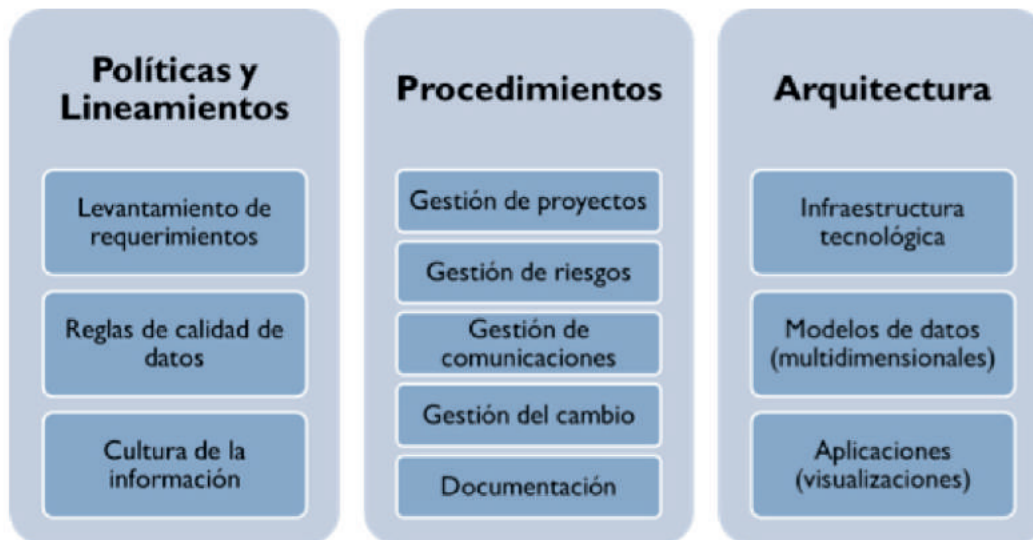 Políticas y
Lineamientos
Levantamiento de
requerimientos
Reglas de calidad de
datos
Cultura de la
información
Procedimientos
Gestión de proyectos
Gestión de riesgos
Gestión de
comunicaciones
Gestión del cambio
Documentación
Arquitectura
Infraestructura
tecnológica
Modelos de datos
(multidimensionales)
Aplicaciones
(visualizaciones)